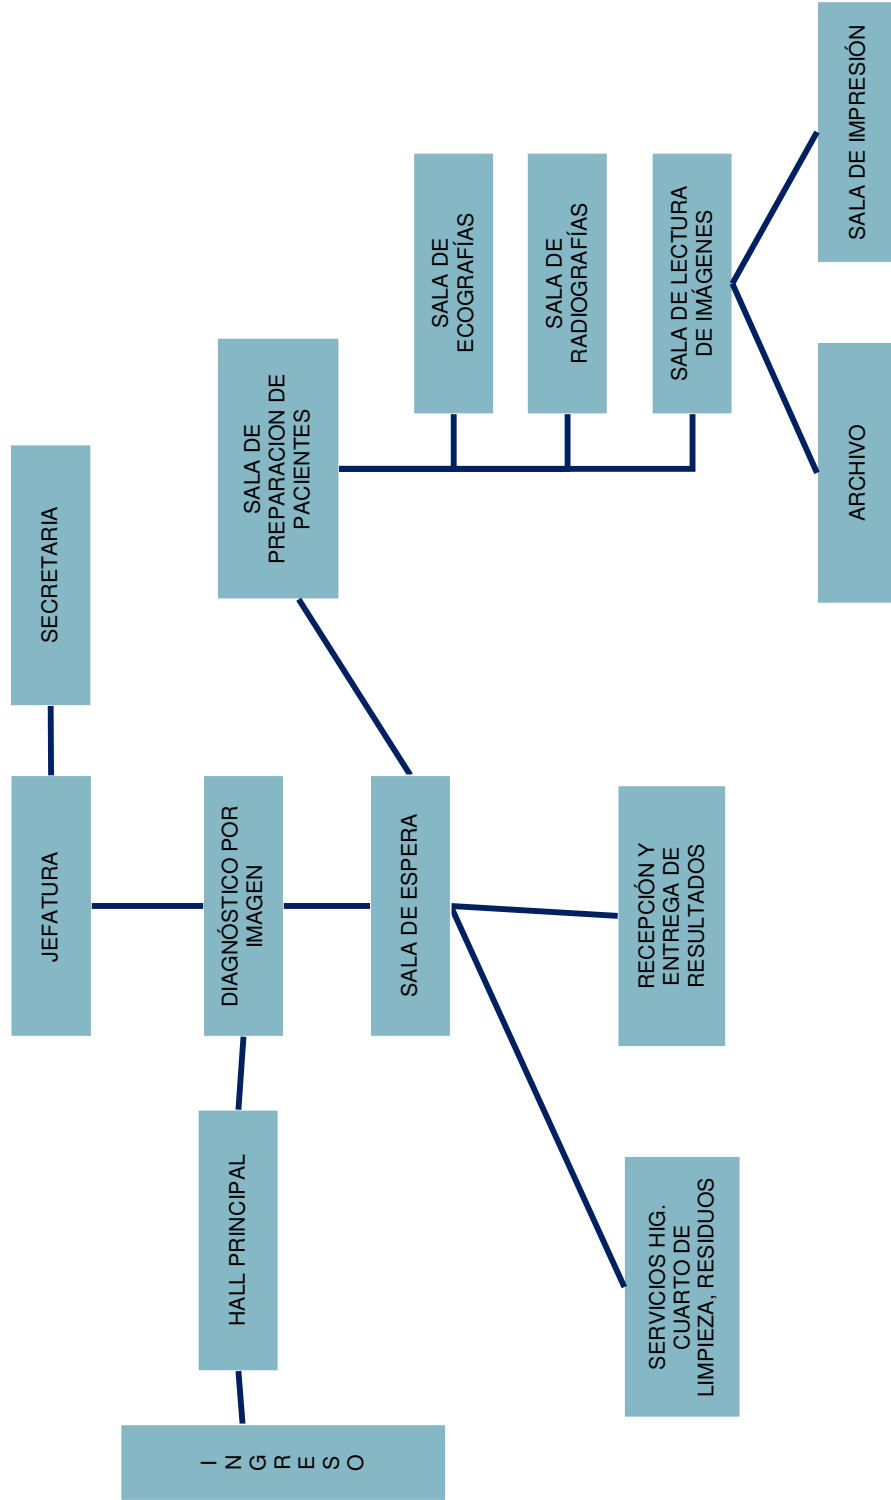 I
N
G
R
E
S
O
HALL PRINCIPAL
JEFATURA
SECRETARIA
DIAGNÓSTICO POR
IMAGEN
SALA DE ESPERA
SERVICIOS HIG.
CUARTO DE
LIMPIEZA, RESIDUOS
RECEPCIÓN Y
ENTREGA DE
RESULTADOS
SALA DE
PREPARACION DE
PACIENTES
SALA DE
ECOGRAFÍAS
SALA DE
RADIOGRAFÍAS
SALA DE LECTURA
DE IMÁGENES
ARCHIVO
SALA DE IMPRESIÓN